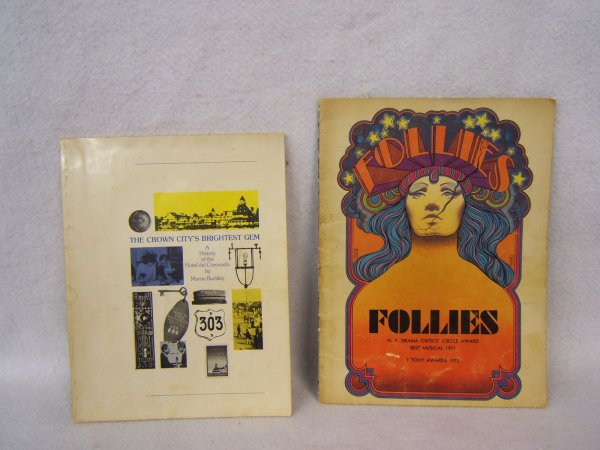 THE CROWN CITY'S BRIGHTEST GEM
A
History
of the
Hotel del Coronado
by
Marcie Buckley
303
FOLLIES
FOLLIES
N. Y. DRAMA CRITICS' CIRCLE AWARD
BEST MUSICAL 1971
7 TONY AWARDS 1972